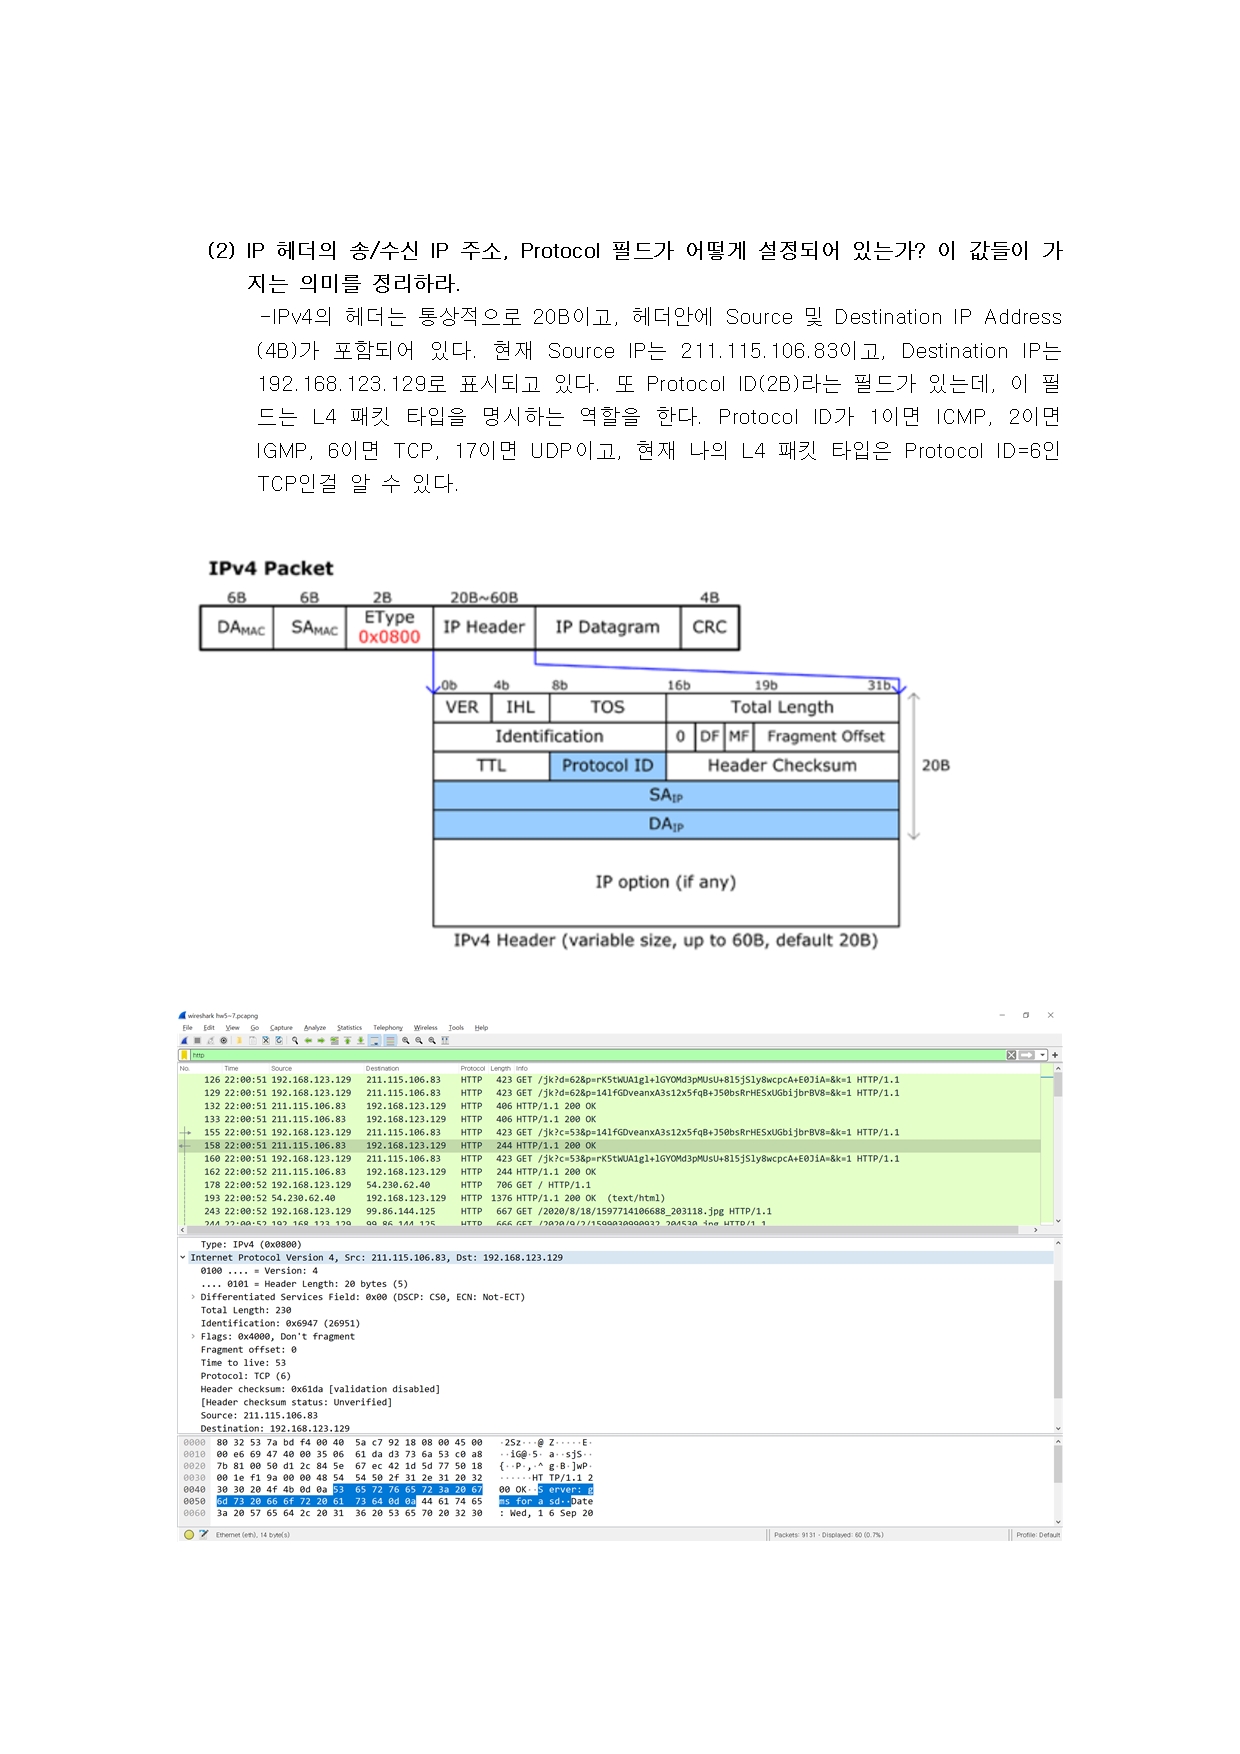 (2) IP 헤더의 송/수신 IP 주소, Protocol 필드가 어떻게 설정되어 있는가? 이 값들이 가
지는 의미를 정리하라.
-IPv4의 헤더는 통상적으로 20B이고, 헤더안에 Source 및 Destination IP Address
(4B)가 포함되어 있다. 현재 Source IP는 211.115.106.83이고, Destination IP는
192.168.123.129로 표시되고 있다. 또 Protocol ID(2B)라는 필드가 있는데, 이 필
드는 L4 패킷 타입을 명시하는 역할을 한다. Protocol ID가 1이면 ICMP, 2이면
IGMP, 6이면 TCP, 17이면 UDP이고, 현재 나의 L4 패킷 타입은 Protocol ID=6인
TCP인걸 알 수 있다.
IPv4 Packet
6B 6B 2B 20B~60B 4B
DAMAC SAMAC EType 0x0800 IP Header IP Datagram CRC
0b 4b 8b 16b 19b 31b
VER IHL TOS Total Length
Identification 0 DF MF Fragment Offset
TTL Protocol ID Header Checksum 20B
SAIP
DAIP
IP option (if any)
IPv4 Header (variable size, up to 60B, default 20B)
wireshark hw5~7.pcapng
File Edit View Go Capture Analyze Statistics Telephony Wireless Tools Help
http
No. Time Source Destination Protocol Length Info
126 22:00:51 192.168.123.129 211.115.106.83 HTTP 423 GET /jk?d=62&p=rK5tWUA1gl+lGYOMd3pMUsU+8l5jSly8wcpcA+E0JiA=&k=1 HTTP/1.1
129 22:00:51 192.168.123.129 211.115.106.83 HTTP 423 GET /jk?d=62&p=14lfGDveanxA3s12x5fqB+J50bsRrHESxUGbijbrBV8=&k=1 HTTP/1.1
132 22:00:51 211.115.106.83 192.168.123.129 HTTP 406 HTTP/1.1 200 OK
133 22:00:51 211.115.106.83 192.168.123.129 HTTP 406 HTTP/1.1 200 OK
155 22:00:51 192.168.123.129 211.115.106.83 HTTP 423 GET /jk?c=53&p=14lfGDveanxA3s12x5fqB+J50bsRrHESxUGbijbrBV8=&k=1 HTTP/1.1
158 22:00:51 211.115.106.83 192.168.123.129 HTTP 244 HTTP/1.1 200 OK
160 22:00:51 192.168.123.129 211.115.106.83 HTTP 423 GET /jk?c=53&p=rK5tWUA1gl+lGYOMd3pMUsU+8l5jSly8wcpcA+E0JiA=&k=1 HTTP/1.1
162 22:00:52 211.115.106.83 192.168.123.129 HTTP 244 HTTP/1.1 200 OK
178 22:00:52 192.168.123.129 54.230.62.40 HTTP 706 GET / HTTP/1.1
193 22:00:52 54.230.62.40 192.168.123.129 HTTP 1376 HTTP/1.1 200 OK (text/html)
243 22:00:52 192.168.123.129 99.86.144.125 HTTP 667 GET /2020/8/18/1597714106688_203118.jpg HTTP/1.1
244 22:00:52 192.168.123.129 99.86.144.125 HTTP 666 GET /2020/9/2/1599030990932_204530.jpg HTTP/1.1
Type: IPv4 (0x0800)
Internet Protocol Version 4, Src: 211.115.106.83, Dst: 192.168.123.129
0100 .... = Version: 4
.... 0101 = Header Length: 20 bytes (5)
Differentiated Services Field: 0x00 (DSCP: CS0, ECN: Not-ECT)
Total Length: 230
Identification: 0x6947 (26951)
Flags: 0x4000, Don't fragment
Fragment offset: 0
Time to live: 53
Protocol: TCP (6)
Header checksum: 0x61da [validation disabled]
[Header checksum status: Unverified]
Source: 211.115.106.83
Destination: 192.168.123.129
0000 80 32 53 7a bd f4 00 40 5a c7 92 18 08 00 45 00 ·2Sz···@ Z·····E·
0010 00 e6 69 47 40 00 35 06 61 da d3 73 6a 53 c0 a8 ··iG@·5· a··sjS··
0020 7b 81 00 50 d1 2c 84 5e 67 ec 42 1d 5d 77 50 18 {··P·,·^ g·B·]wP·
0030 00 1e f1 9a 00 00 48 54 54 50 2f 31 2e 31 20 32 ······HT TP/1.1 2
0040 30 30 20 4f 4b 0d 0a 53 65 72 76 65 72 3a 20 67 00 OK··S erver: g
0050 6d 73 20 66 6f 72 20 61 73 64 0d 0a 44 61 74 65 ms for a sd··Date
0060 3a 20 57 65 64 2c 20 31 36 20 53 65 70 20 32 30 : Wed, 1 6 Sep 20
Ethernet (eth), 14 byte(s) Packets: 9131 · Displayed: 60 (0.7%) Profile: Default